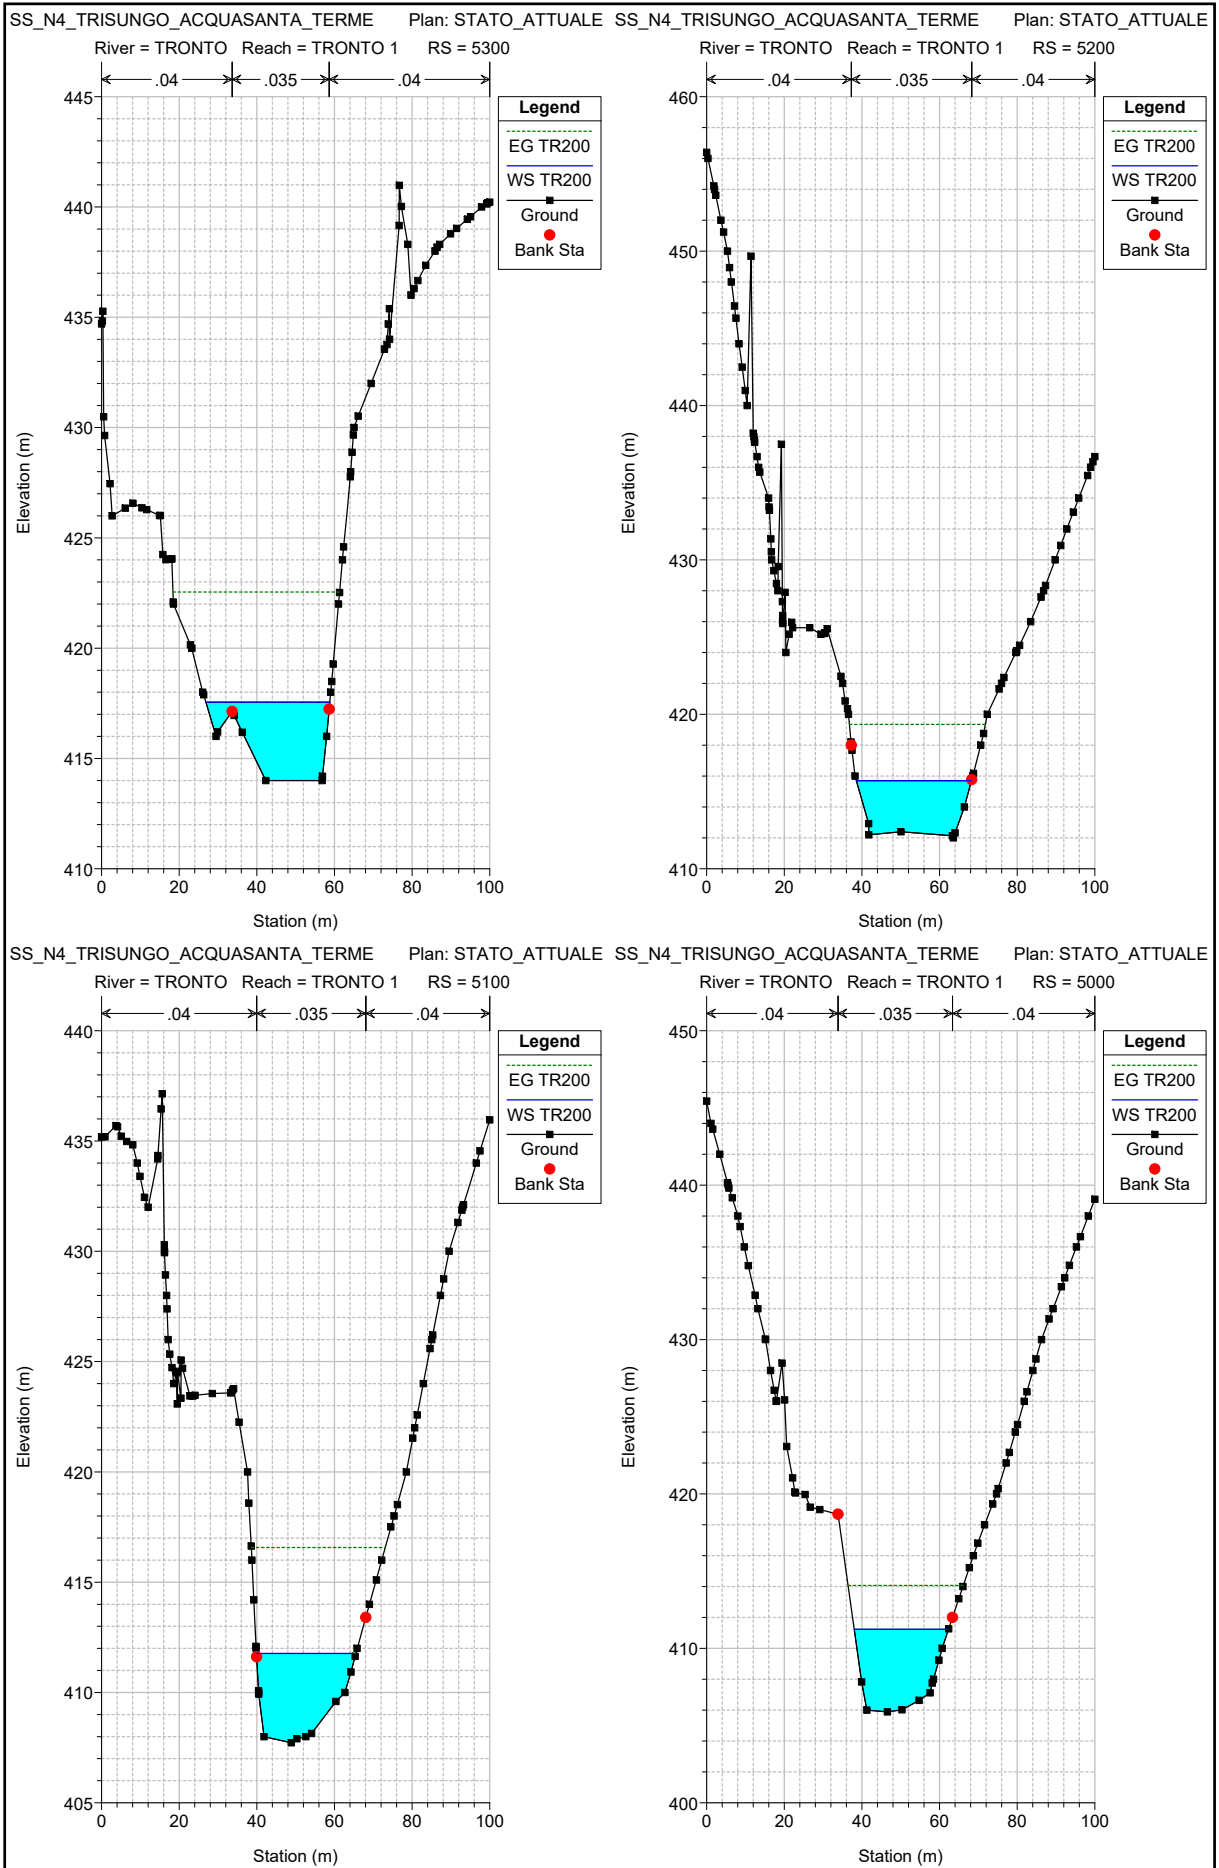 SS_N4_TRISUNGO_ACQUASANTA_TERME Plan: STATO_ATTUALE
River = TRONTO Reach = TRONTO 1 RS = 5300
.04 .035 .04
445
440
435
430
425
420
415
410
0 20 40 60 80 100
Elevation (m)
Station (m)
Legend
EG TR200
WS TR200
Ground
Bank Sta
SS_N4_TRISUNGO_ACQUASANTA_TERME Plan: STATO_ATTUALE
River = TRONTO Reach = TRONTO 1 RS = 5200
.04 .035 .04
460
450
440
430
420
410
0 20 40 60 80 100
Elevation (m)
Station (m)
Legend
EG TR200
WS TR200
Ground
Bank Sta
SS_N4_TRISUNGO_ACQUASANTA_TERME Plan: STATO_ATTUALE
River = TRONTO Reach = TRONTO 1 RS = 5100
.04 .035 .04
440
435
430
425
420
415
410
405
0 20 40 60 80 100
Elevation (m)
Station (m)
Legend
EG TR200
WS TR200
Ground
Bank Sta
SS_N4_TRISUNGO_ACQUASANTA_TERME Plan: STATO_ATTUALE
River = TRONTO Reach = TRONTO 1 RS = 5000
.04 .035 .04
450
440
430
420
410
400
0 20 40 60 80 100
Elevation (m)
Station (m)
Legend
EG TR200
WS TR200
Ground
Bank Sta